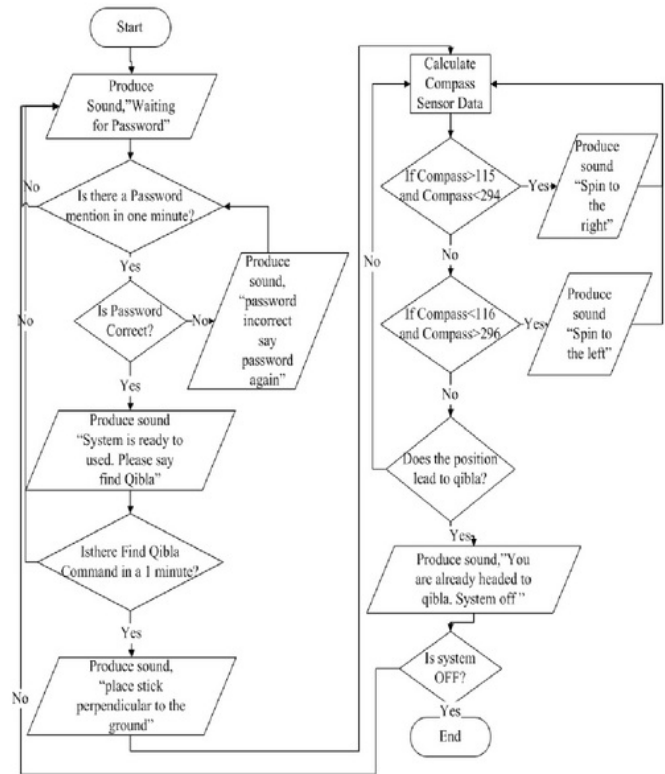 Start
Produce
Sound,"Waiting
for Password"
No
Is there a Password
mention in one minute?
Yes
Produce
sound,
"password
incorrect
say
password
again"
Is Password
Correct?
No
No
Yes
Produce sound
"System is ready to
used. Please say
find Qibla"
Isthere Find Qibla
Command in a 1 minute?
Yes
Produce sound,
"place stick
perpendicular to the
ground"
No
Calculate
Compass
Sensor Data
If Compass>115
and Compass<294
Yes
Produce
sound
"Spin to
the
right"
No
No
If Compass<116
and Compass>296
Yes
Produce
sound
"Spin to
the left"
No
Does the position
lead to qibla?
Yes
Produce sound,"You
are already headed to
qibla. System off"
Is system
OFF?
Yes
End